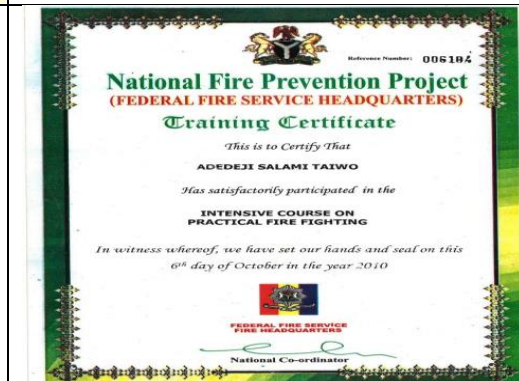 Reference Number: 006184
National Fire Prevention Project
(FEDERAL FIRE SERVICE HEADQUARTERS)
Training Certificate
This is to Certify That
ADEDEJI SALAMI TAIWO
Has satisfactorily participated in the
INTENSIVE COURSE ON
PRACTICAL FIRE FIGHTING
In witness whereof, we have set our hands and seal on this
6th day of October in the year 2010
FEDERAL FIRE SERVICE
FIRE HEADQUARTERS
National Co-ordinator